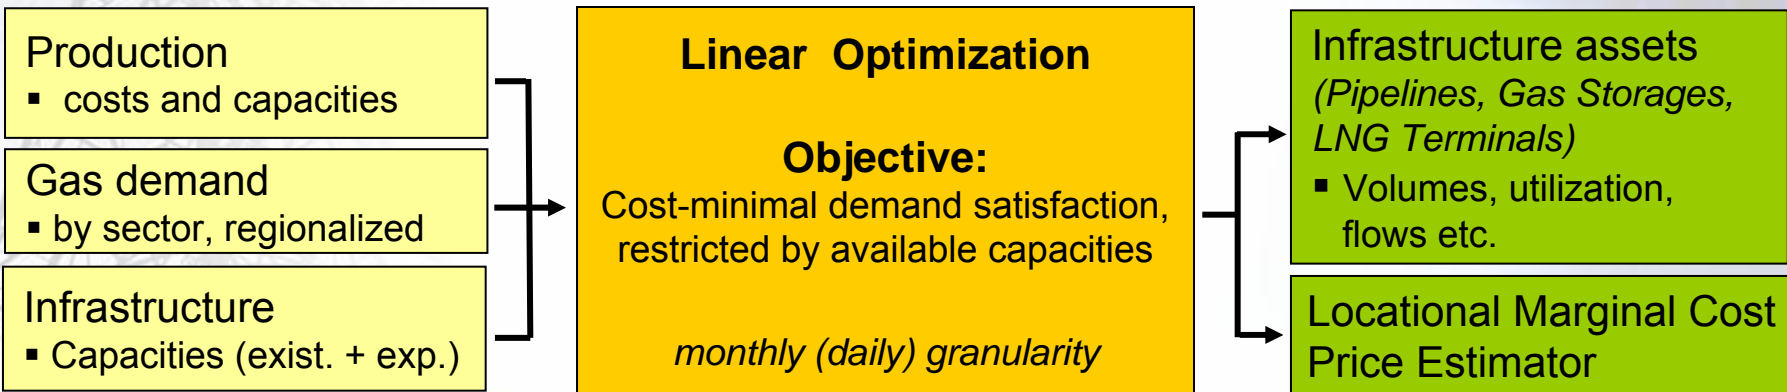 Production
▪ costs and capacities
Gas demand
▪ by sector, regionalized
Infrastructure
▪ Capacities (exist. + exp.)
Linear Optimization
Objective:
Cost-minimal demand satisfaction,
restricted by available capacities
monthly (daily) granularity
Infrastructure assets
(Pipelines, Gas Storages,
LNG Terminals)
▪ Volumes, utilization,
flows etc.
Locational Marginal Cost
Price Estimator